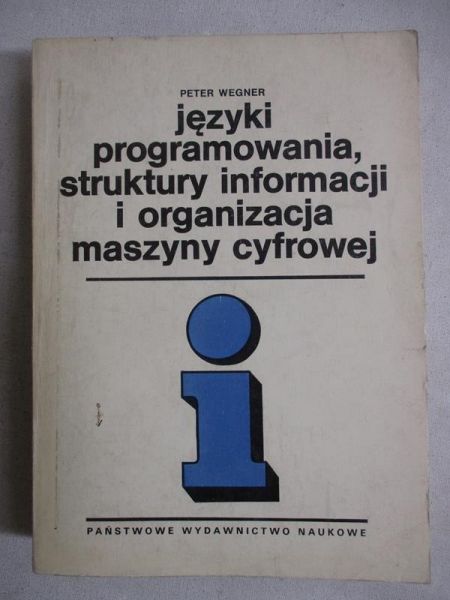 PETER WEGNER
języki
programowania,
struktury informacji
i organizacja
maszyny cyfrowej
i
PAŃSTWOWE WYDAWNICTWO NAUKOWE